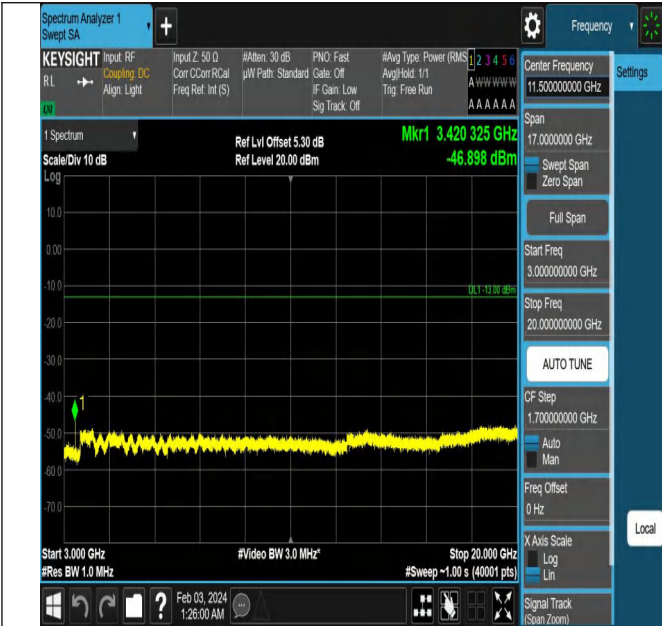 Spectrum Analyzer 1
Swept SA
Frequency
KEYSIGHT
RL
LXI
Input: RF
Coupling: DC
Align: Light
Input Z: 50 Ω
Corr CCorr RCal
Freq Ref: Int (S)
#Atten: 30 dB
µW Path: Standard
PNO: Fast
Gate: Off
IF Gain: Low
Sig Track: Off
#Avg Type: Power (RMS
Avg|Hold: 1/1
Trig: Free Run
1 2 3 4 5 6
A W W W W W
A A A A A A
1 Spectrum
Scale/Div 10 dB
Log
Ref Lvl Offset 5.30 dB
Ref Level 20.00 dBm
Mkr1 3.420 325 GHz
-46.898 dBm
10.0
0.00
-10.0
-20.0
-30.0
-40.0
-50.0
-60.0
-70.0
DL1 -13.00 dBm
1
Start 3.000 GHz
#Res BW 1.0 MHz
#Video BW 3.0 MHz*
Stop 20.000 GHz
#Sweep ~1.00 s (40001 pts)
?
Feb 03, 2024
1:26:00 AM
Center Frequency
11.500000000 GHz
Span
17.0000000 GHz
Swept Span
Zero Span
Full Span
Start Freq
3.000000000 GHz
Stop Freq
20.000000000 GHz
AUTO TUNE
CF Step
1.700000000 GHz
Auto
Man
Freq Offset
0 Hz
X Axis Scale
Log
Lin
Signal Track
(Span Zoom)
Settings
Local